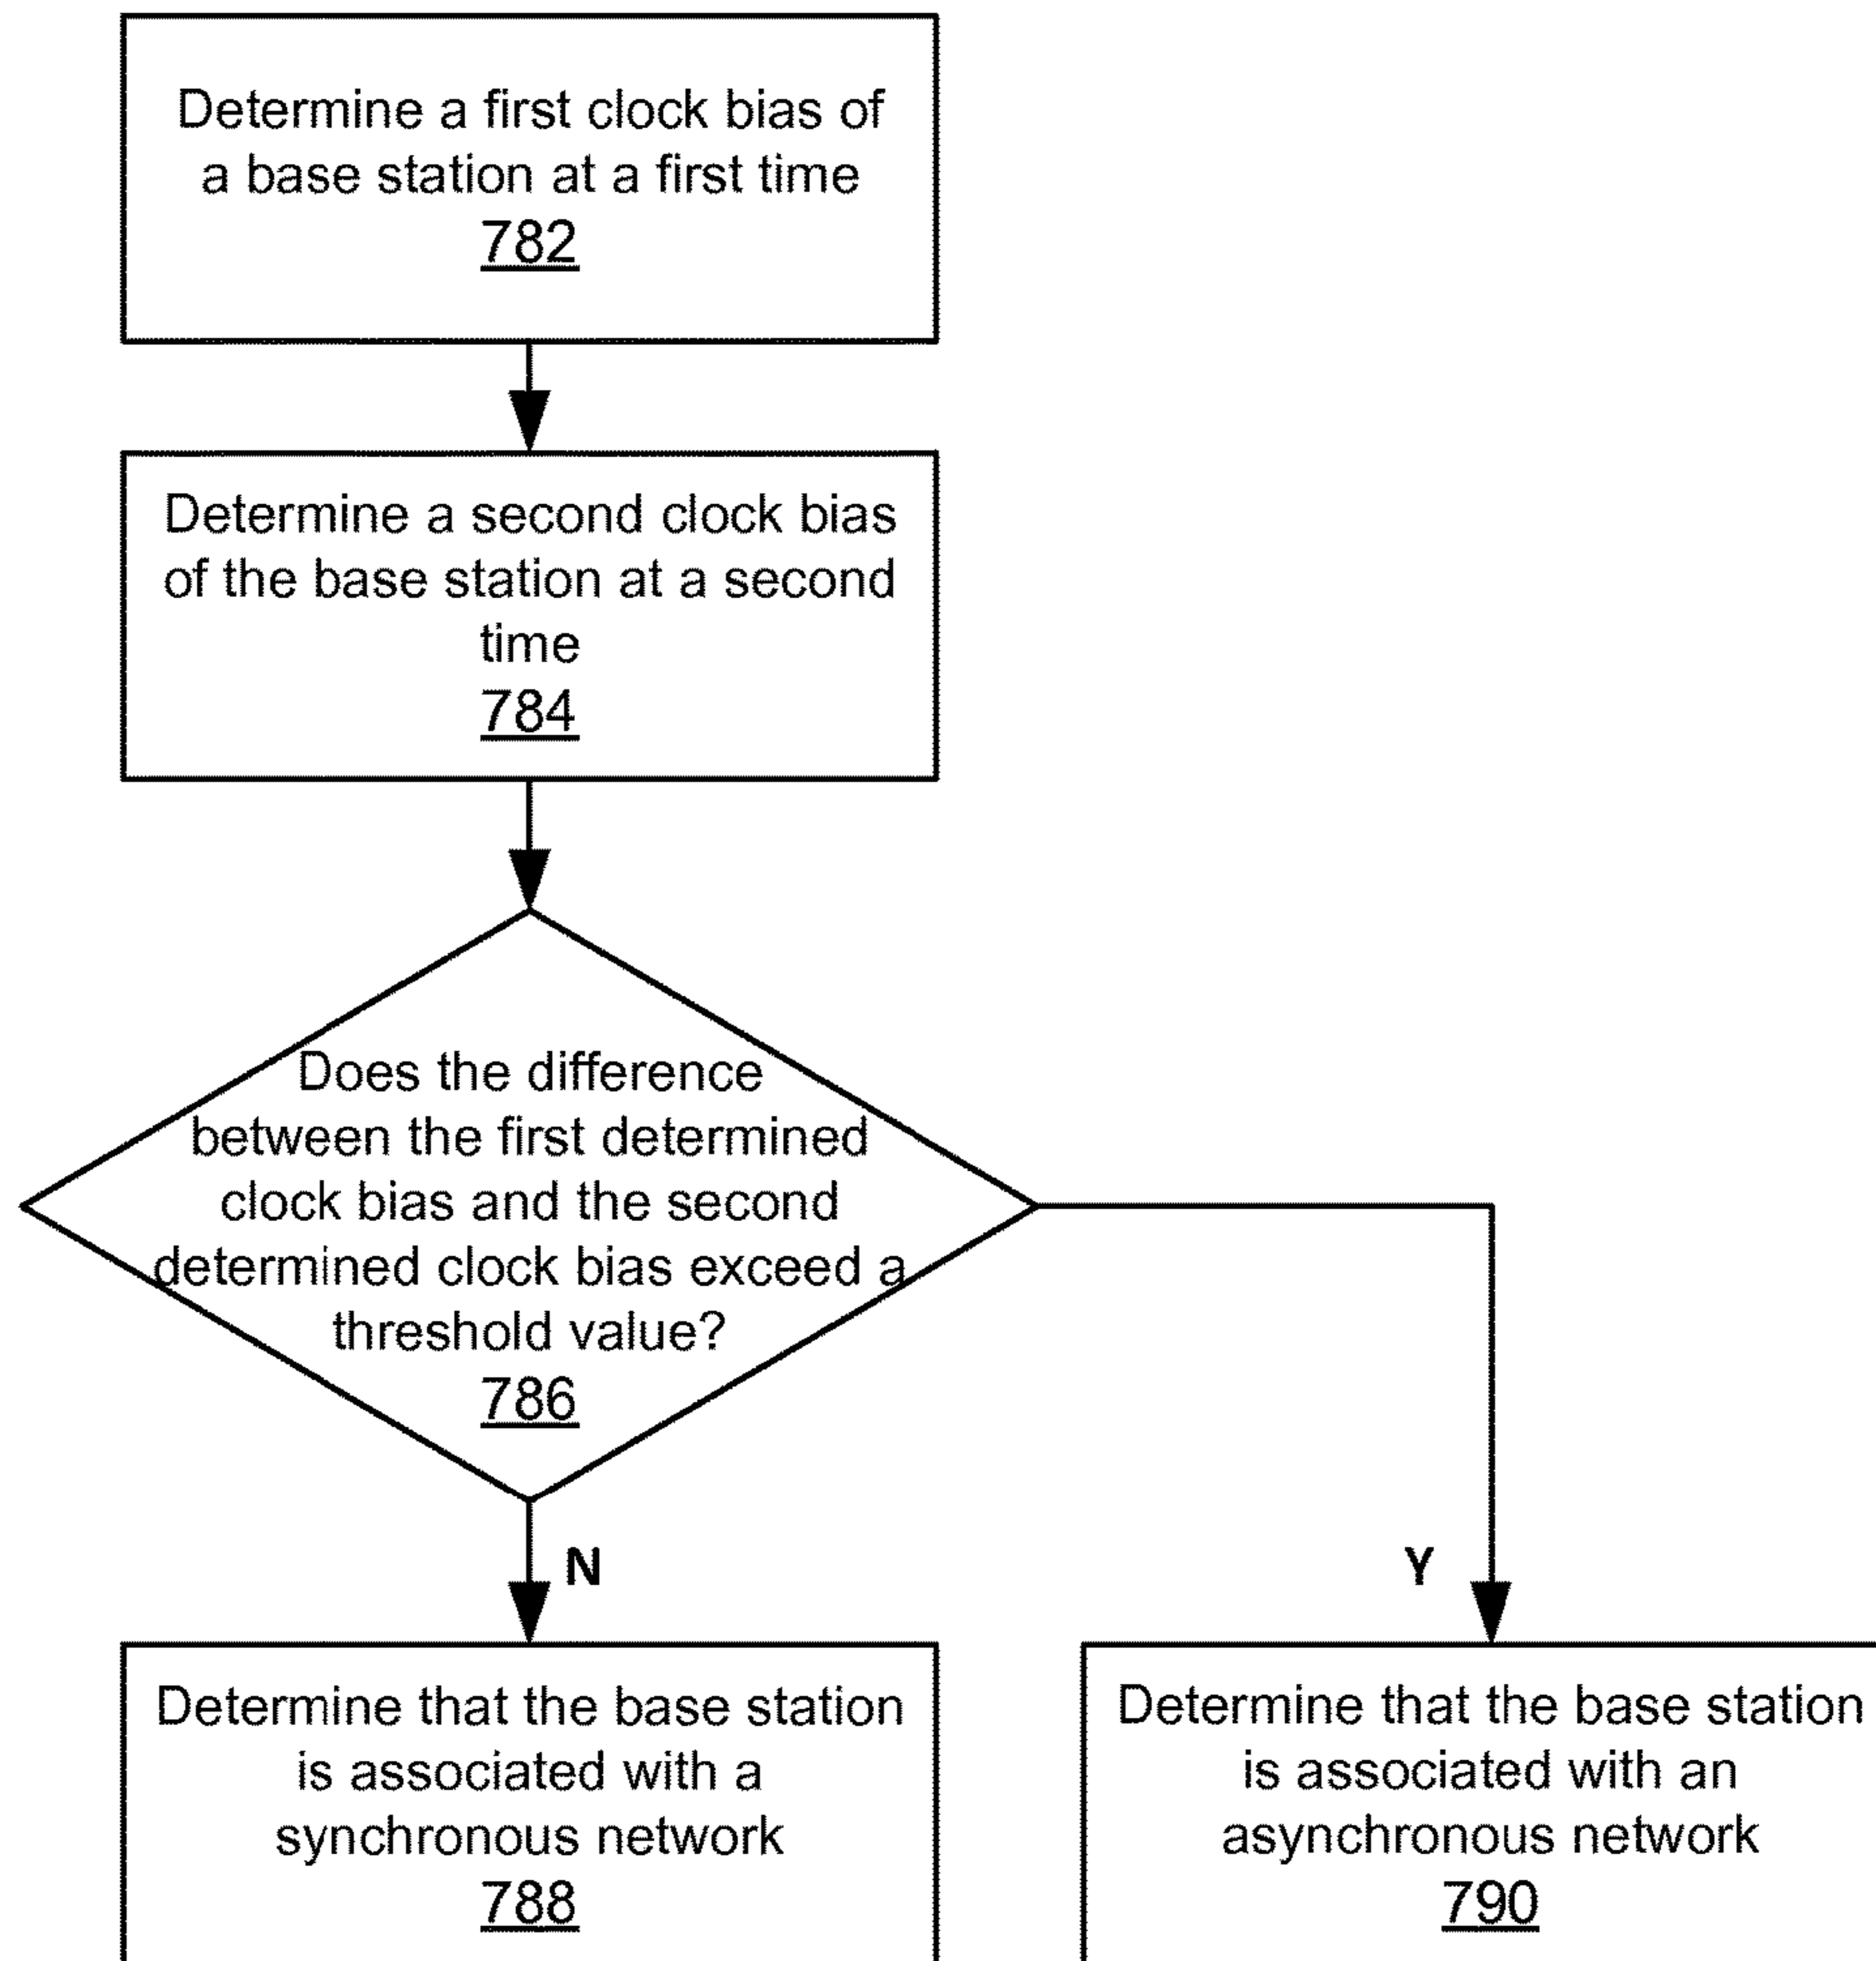 Determine a first clock bias of
a base station at a first time
782
Determine a second clock bias
of the base station at a second
time
784
Does the difference
between the first determined
clock bias and the second
determined clock bias exceed a
threshold value?
786
N
Y
Determine that the base station
is associated with a
synchronous network
788
Determine that the base station
is associated with an
asynchronous network
790